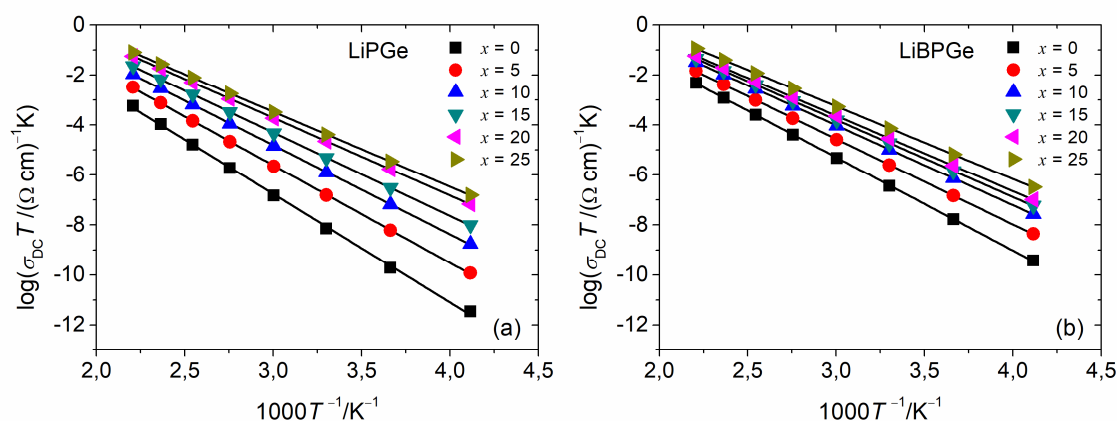 0
-2
-4
-6
-8
-10
-12
log(σDC T /(Ω cm)⁻¹K)
LiPGe
x = 0
x = 5
x = 10
x = 15
x = 20
x = 25
(a)
2,0 2,5 3,0 3,5 4,0 4,5
1000T ⁻¹/K⁻¹
0
-2
-4
-6
-8
-10
-12
log(σDC T /(Ω cm)⁻¹K)
LiBPGe
x = 0
x = 5
x = 10
x = 15
x = 20
x = 25
(b)
2,0 2,5 3,0 3,5 4,0 4,5
1000T ⁻¹/K⁻¹